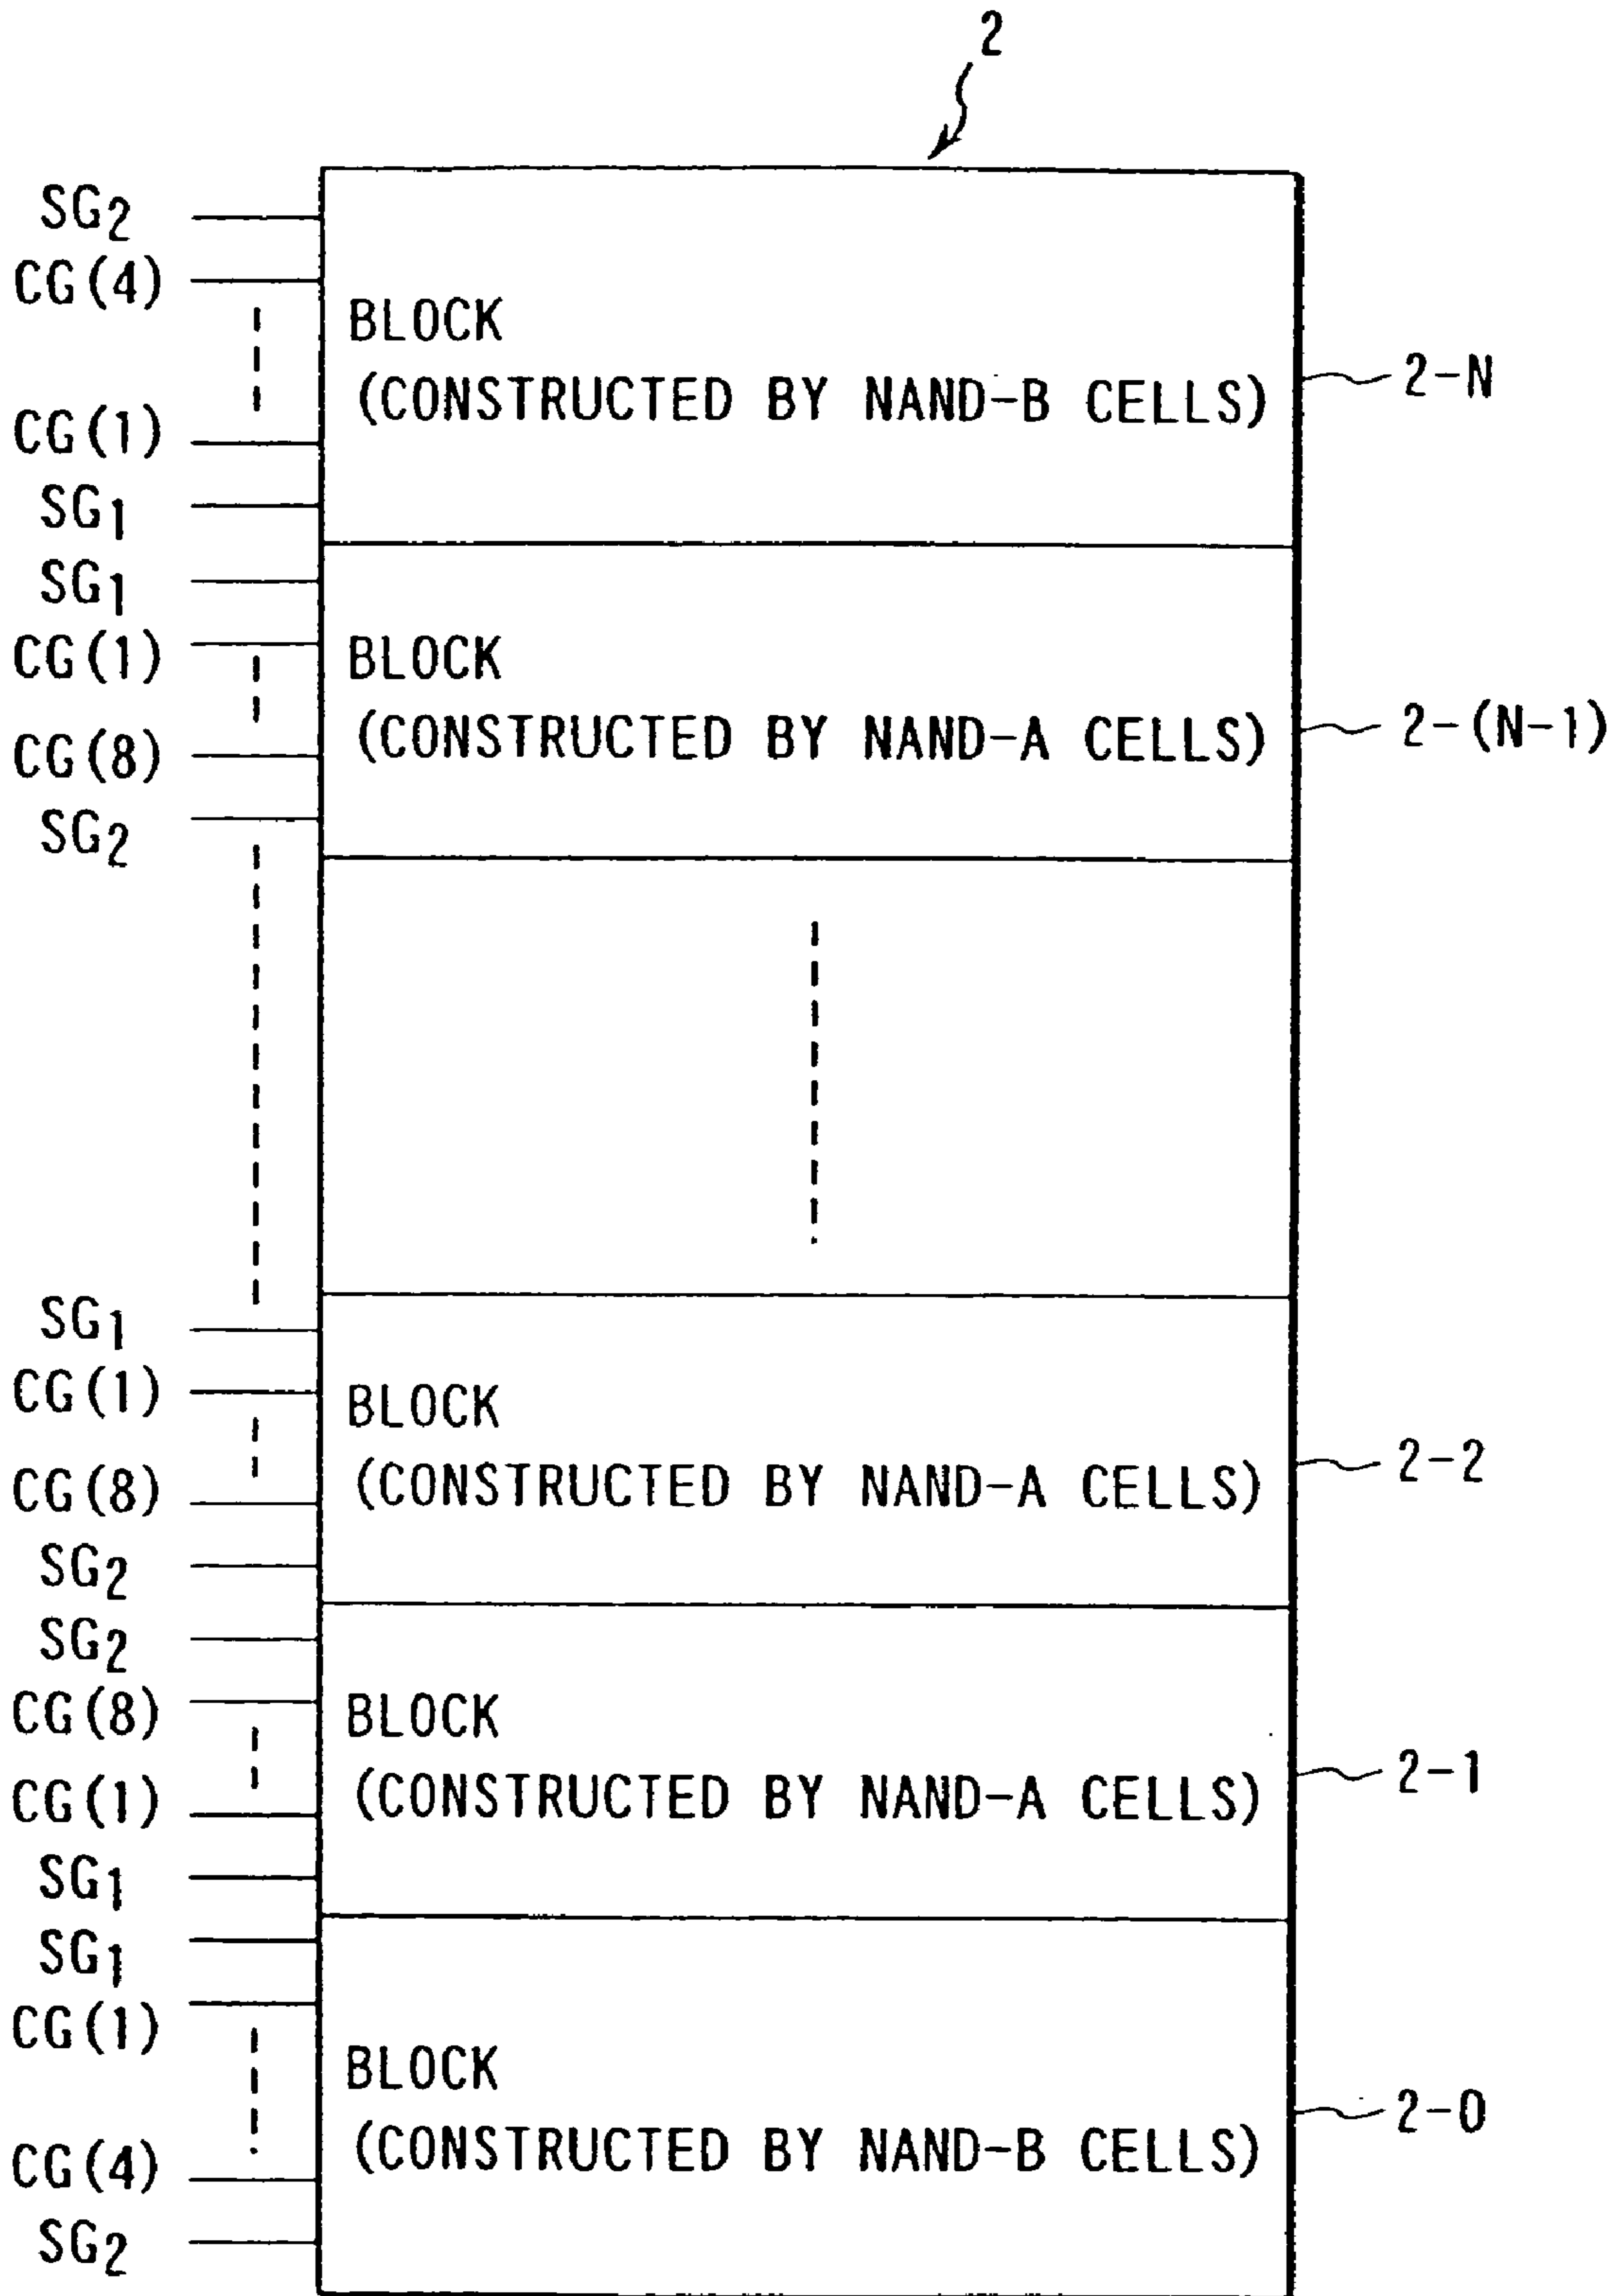 2
SG2
CG(4)
BLOCK
(CONSTRUCTED BY NAND-B CELLS)
2-N
CG(1)
SG1
SG1
CG(1)
BLOCK
(CONSTRUCTED BY NAND-A CELLS)
2-(N-1)
CG(8)
SG2
SG1
CG(1)
BLOCK
(CONSTRUCTED BY NAND-A CELLS)
2-2
CG(8)
SG2
SG2
CG(8)
BLOCK
(CONSTRUCTED BY NAND-A CELLS)
2-1
CG(1)
SG1
SG1
CG(1)
BLOCK
(CONSTRUCTED BY NAND-B CELLS)
2-0
CG(4)
SG2